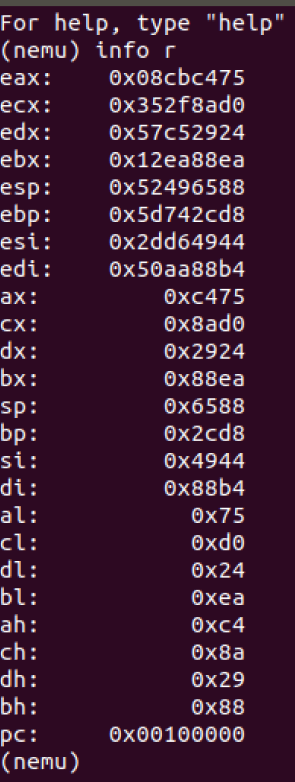 For help, type "help"
(nemu) info r
eax: 0x08cbc475
ecx: 0x352f8ad0
edx: 0x57c52924
ebx: 0x12ea88ea
esp: 0x52496588
ebp: 0x5d742cd8
esi: 0x2dd64944
edi: 0x50aa88b4
ax: 0xc475
cx: 0x8ad0
dx: 0x2924
bx: 0x88ea
sp: 0x6588
bp: 0x2cd8
si: 0x4944
di: 0x88b4
al: 0x75
cl: 0xd0
dl: 0x24
bl: 0xea
ah: 0xc4
ch: 0x8a
dh: 0x29
bh: 0x88
pc: 0x00100000
(nemu)